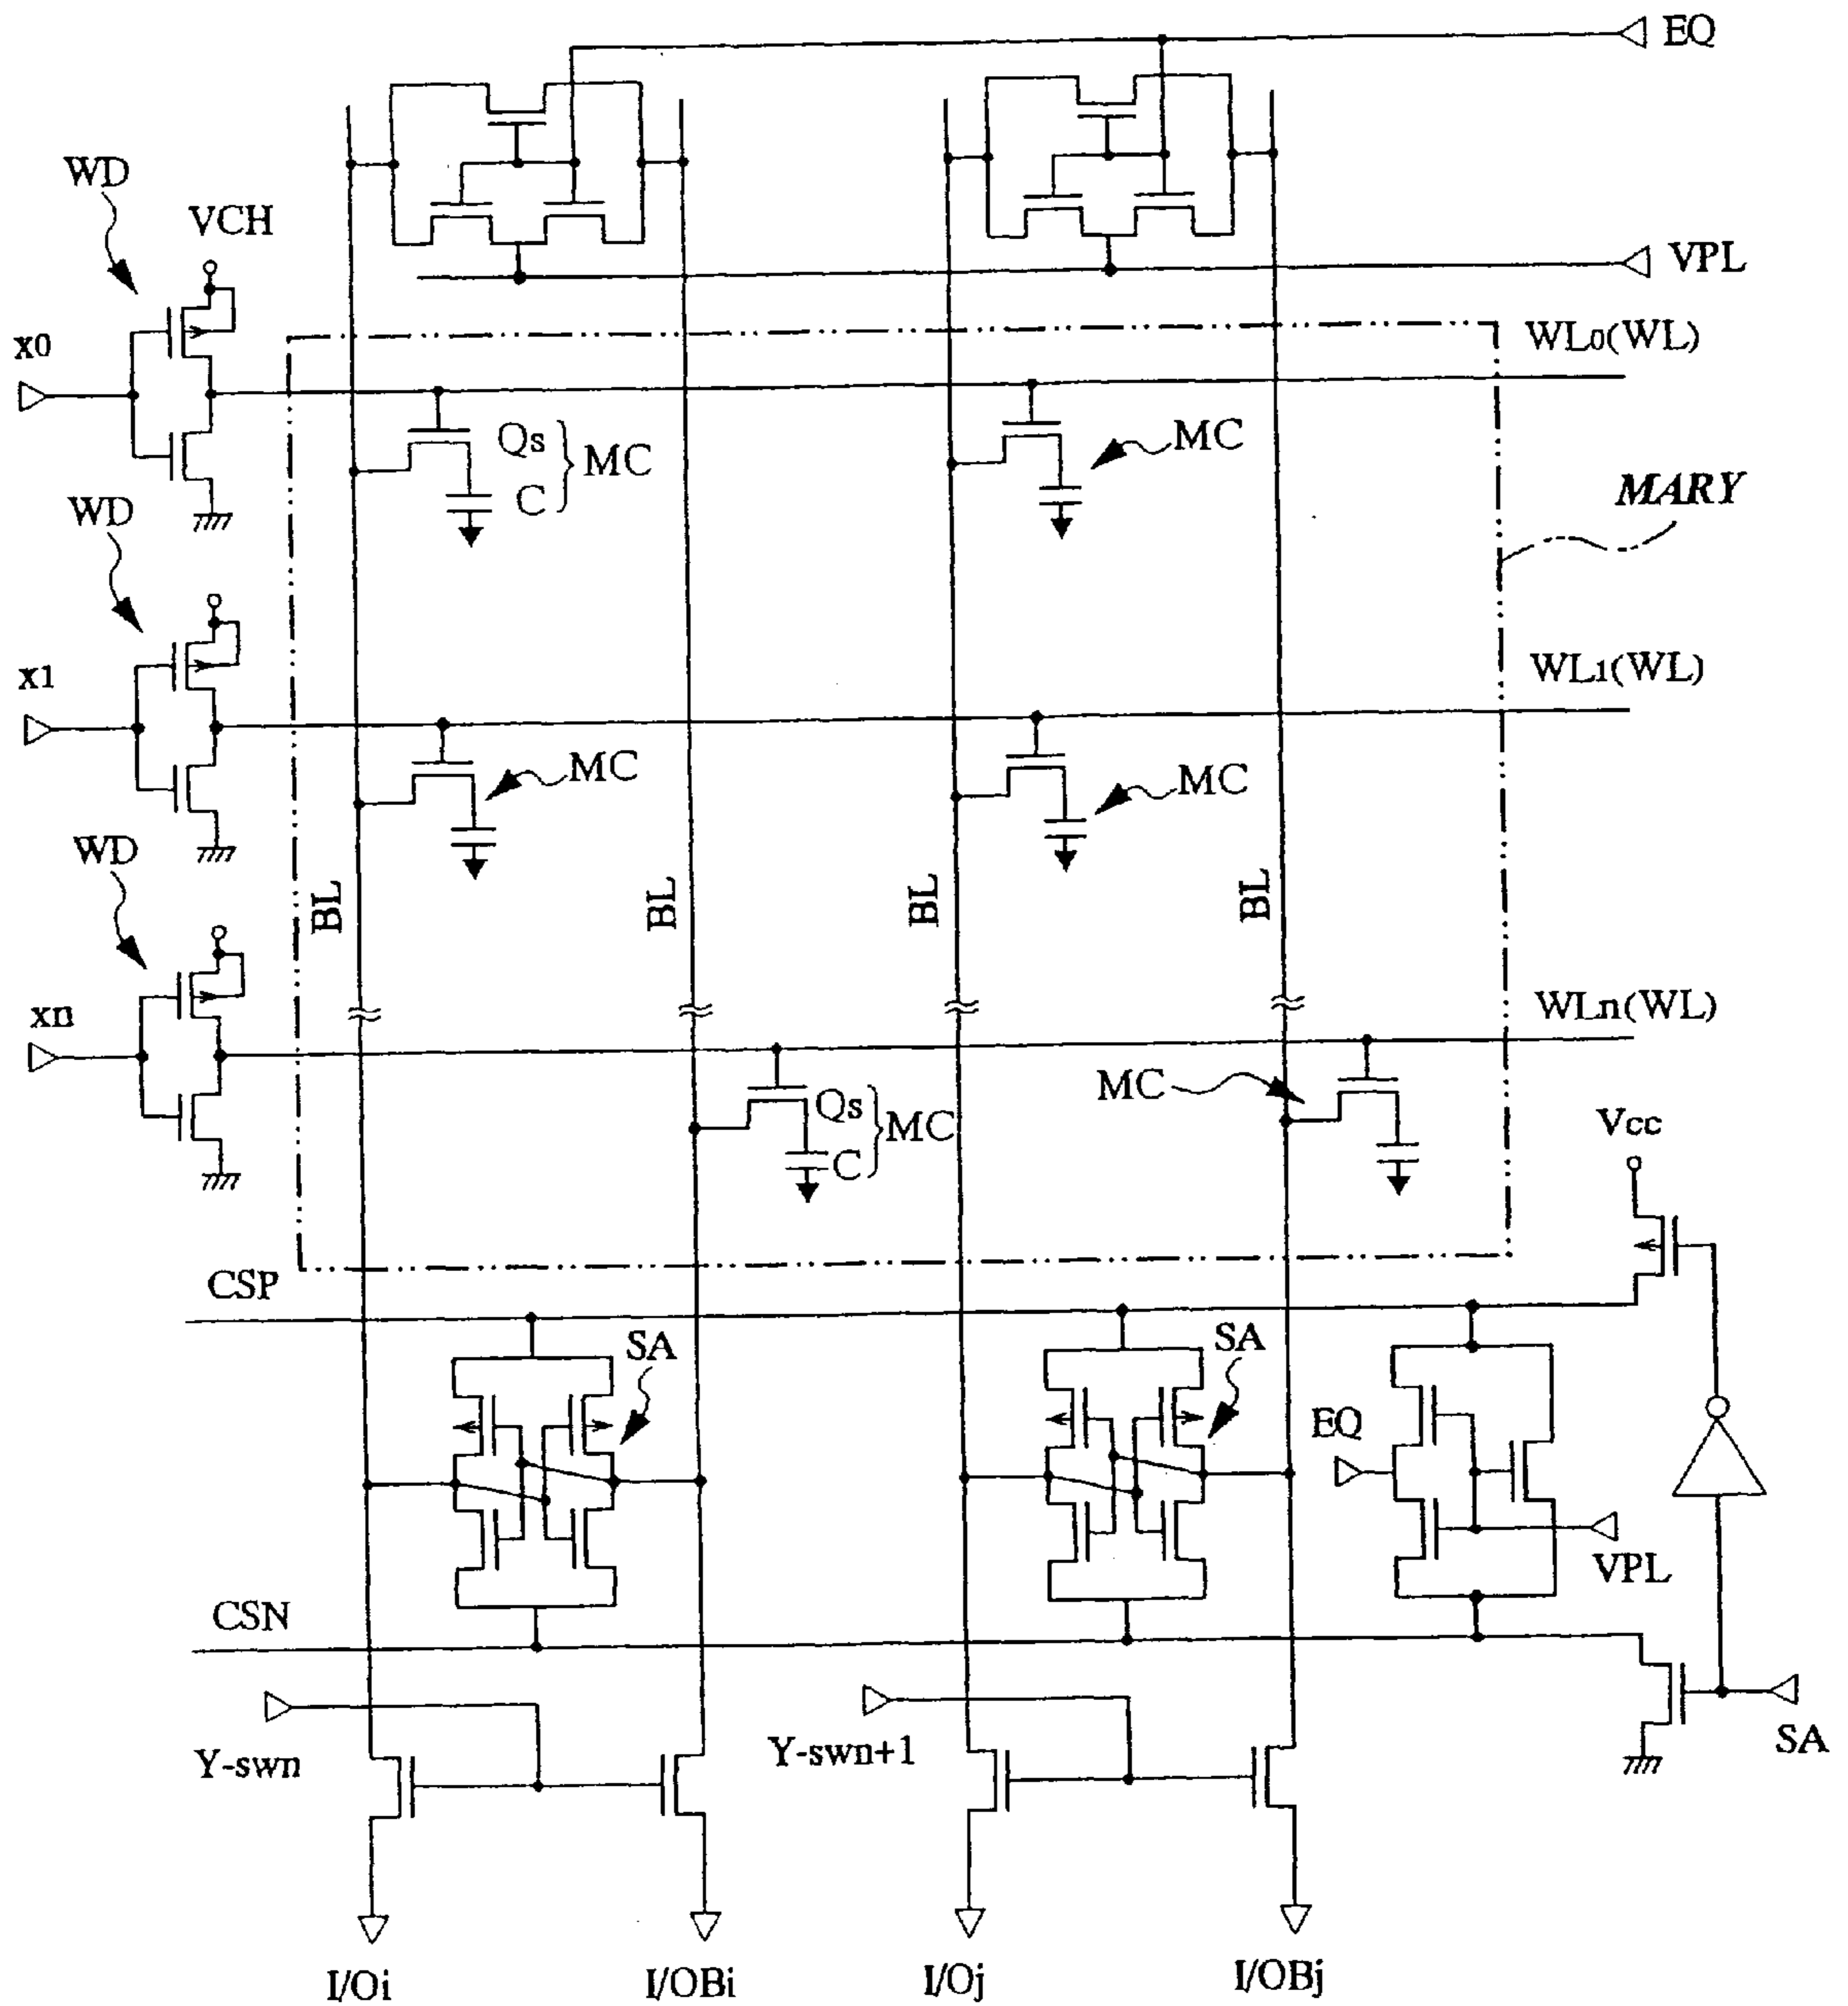 EQ
WD
VCH
VPL
x0
WL0(WL)
Qs
C
MC
MC
MARY
WD
x1
WL1(WL)
MC
MC
WD
BL
BL
BL
BL
xn
WLn(WL)
Qs
C
MC
MC
Vcc
CSP
SA
SA
EQ
VPL
CSN
Y-swn
Y-swn+1
SA
I/Oi
I/OBi
I/Oj
I/OBj